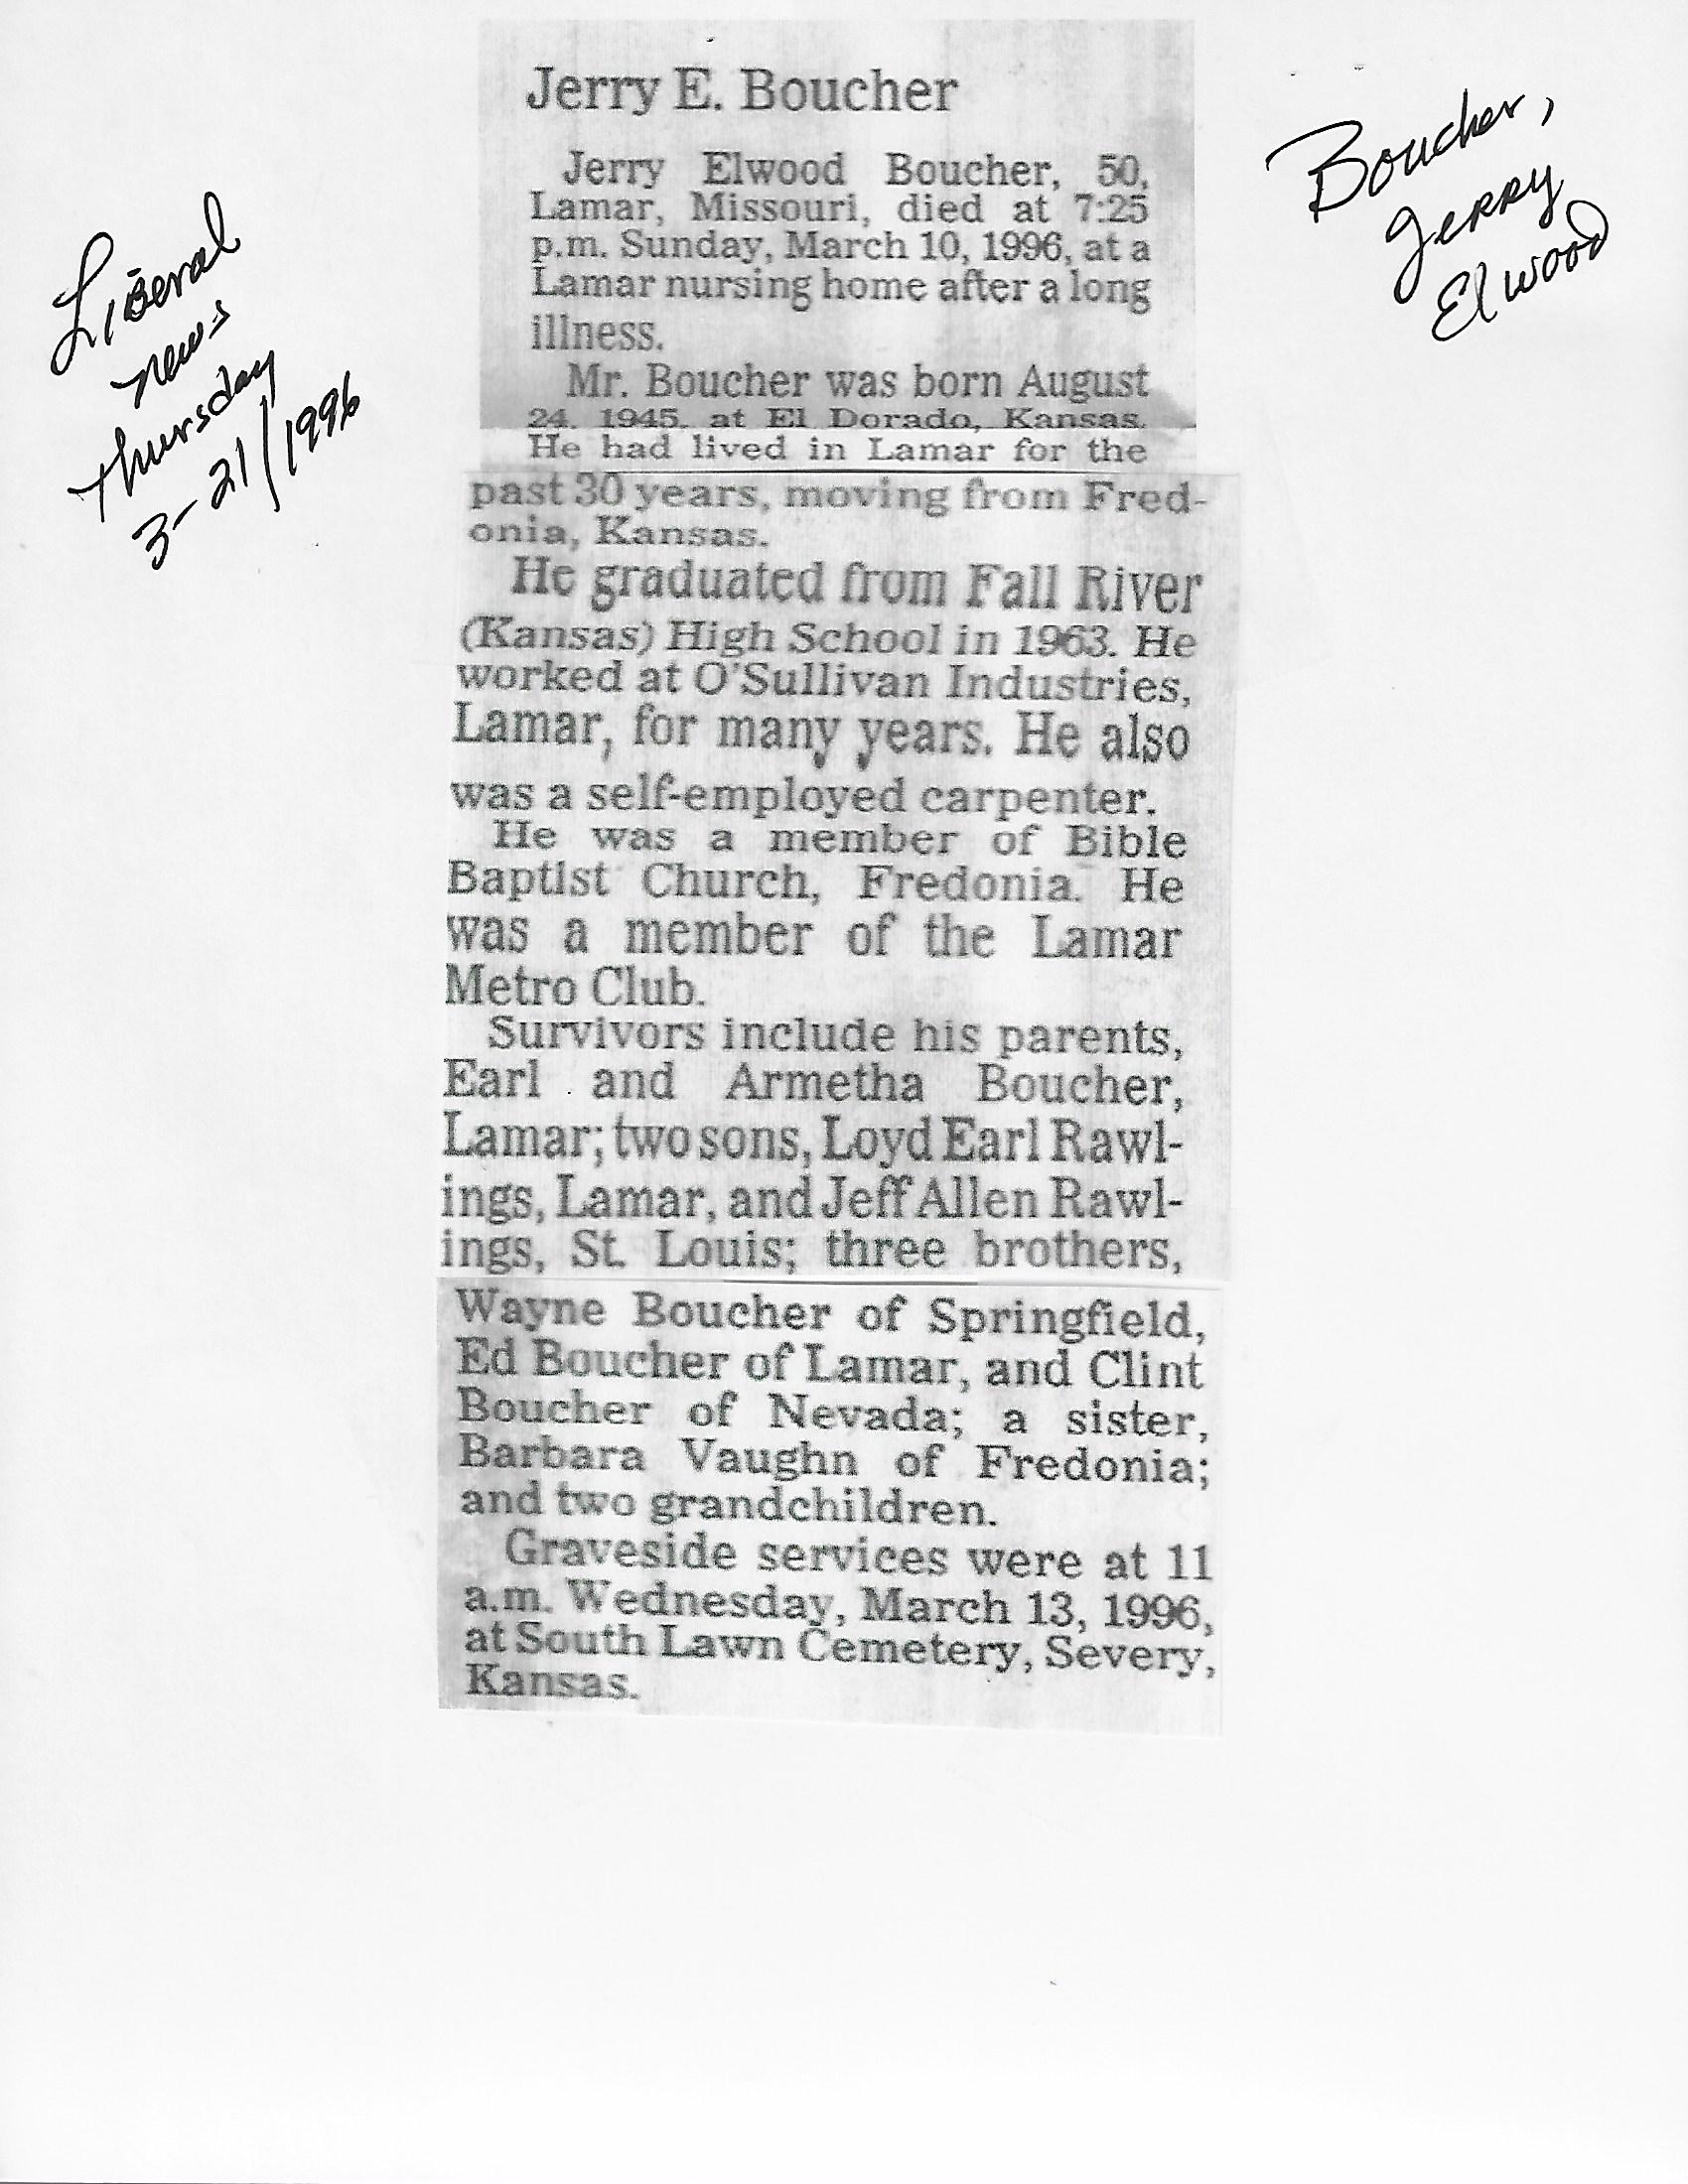 Jerry E. Boucher
Jerry Elwood Boucher, 50,
Lamar, Missouri, died at 7:25
p.m. Sunday, March 10, 1996, at a
Lamar nursing home after a long
illness.
Mr. Boucher was born August
24, 1945, at El Dorado, Kansas.
He had lived in Lamar for the
past 30 years, moving from Fred-
onia, Kansas.
He graduated from Fall River
(Kansas) High School in 1963. He
worked at O'Sullivan Industries,
Lamar, for many years. He also
was a self-employed carpenter.
He was a member of Bible
Baptist Church, Fredonia. He
was a member of the Lamar
Metro Club.
Survivors include his parents,
Earl and Armetha Boucher,
Lamar; two sons, Loyd Earl Rawl-
ings, Lamar, and Jeff Allen Rawl-
ings, St. Louis; three brothers,
Wayne Boucher of Springfield,
Ed Boucher of Lamar, and Clint
Boucher of Nevada; a sister,
Barbara Vaughn of Fredonia;
and two grandchildren.
Graveside services were at 11
a.m. Wednesday, March 13, 1996,
at South Lawn Cemetery, Severy,
Kansas.
Liberal
News
Thursday
3-21/1996
Boucher,
Jerry
Elwood